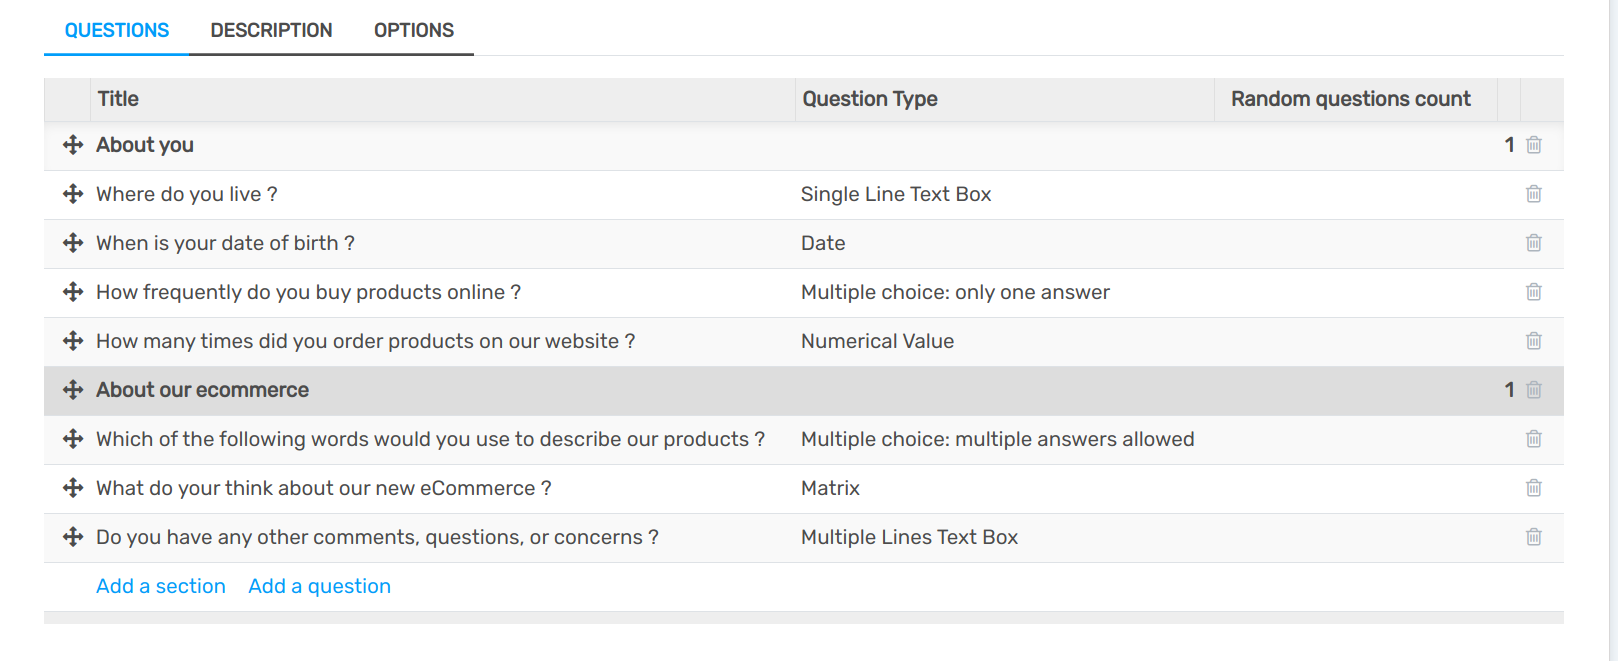 QUESTIONS DESCRIPTION OPTIONS
Title Question Type Random questions count
About you 1
Where do you live ? Single Line Text Box
When is your date of birth ? Date
How frequently do you buy products online ? Multiple choice: only one answer
How many times did you order products on our website ? Numerical Value
About our ecommerce 1
Which of the following words would you use to describe our products ? Multiple choice: multiple answers allowed
What do your think about our new eCommerce ? Matrix
Do you have any other comments, questions, or concerns ? Multiple Lines Text Box
Add a section Add a question